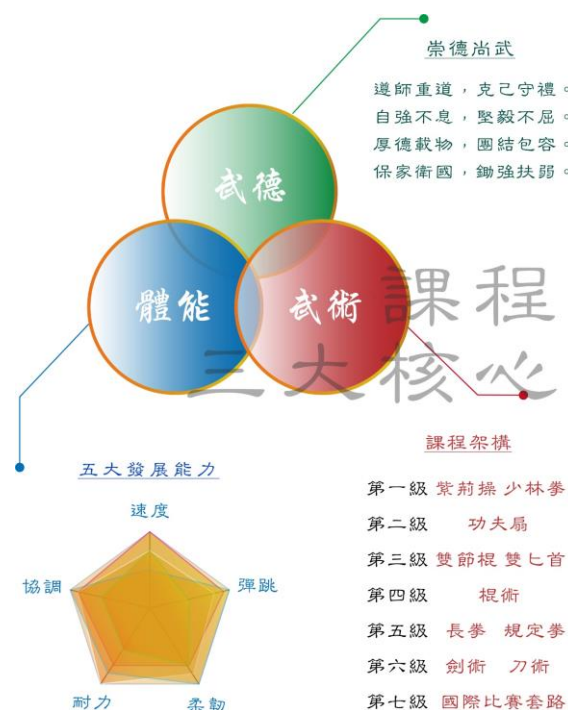 崇德尚武
遵師重道,克己守禮。
自強不息,堅毅不屈。
厚德載物,團結包容。
保家衛國,鋤強扶弱。
武德
體能
武術
課程
三大核心
五大發展能力
速度
協調
彈跳
耐力
柔韌
課程架構
第一級 紫荊操 少林拳
第二級 功夫扇
第三級 雙節棍 雙匕首
第四級 棍術
第五級 長拳 規定拳
第六級 劍術 刀術
第七級 國際比賽套路